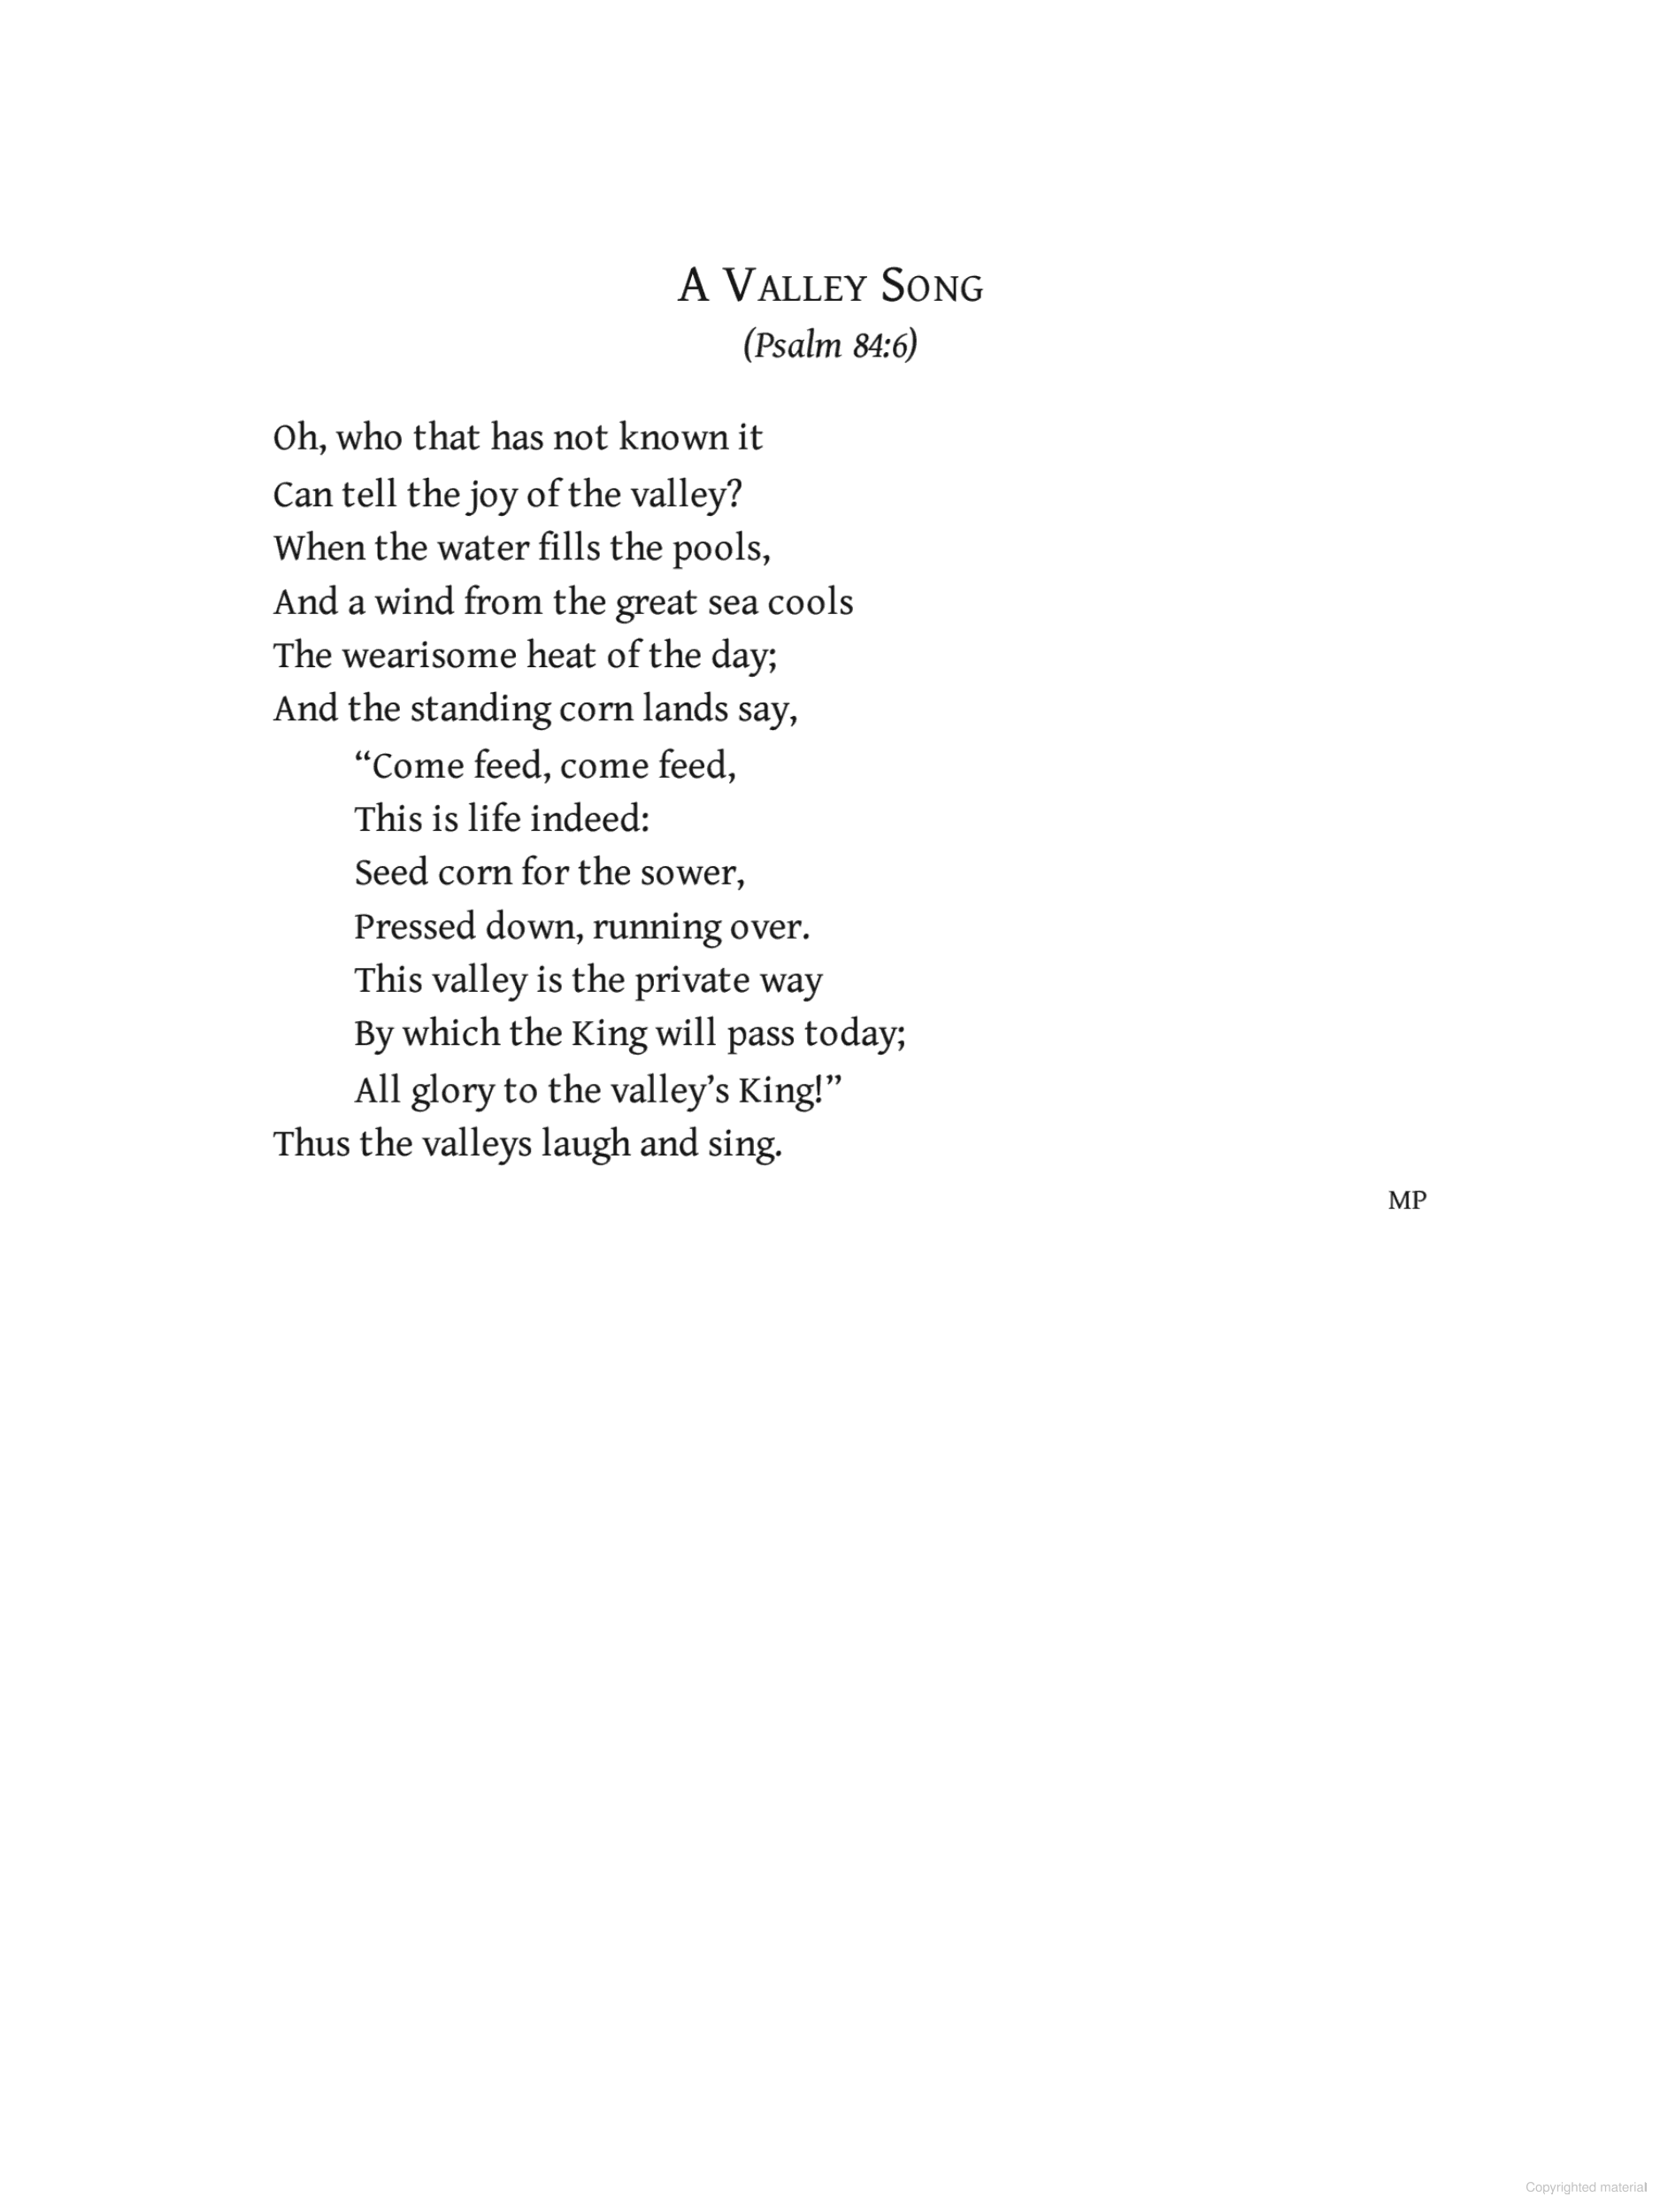 A Valley Song
(Psalm 84:6)
Oh, who that has not known it
Can tell the joy of the valley?
When the water fills the pools,
And a wind from the great sea cools
The wearisome heat of the day;
And the standing corn lands say,
“Come feed, come feed,
This is life indeed:
Seed corn for the sower,
Pressed down, running over.
This valley is the private way
By which the King will pass today;
All glory to the valley’s King!”
Thus the valleys laugh and sing.
MP
Copyrighted material